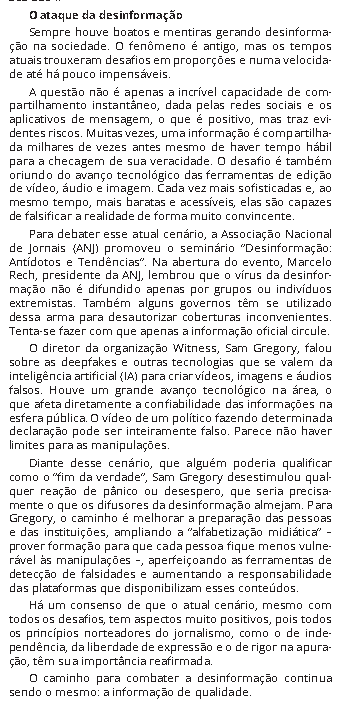 O ataque da desinformação
Sempre houve boatos e mentiras gerando desinforma-
ção na sociedade. O fenômeno é antigo, mas os tempos
atuais trouxeram desafios em proporções e numa velocida-
de até há pouco impensáveis.
A questão não é apenas a incrível capacidade de com-
partilhamento instantâneo, dada pelas redes sociais e os
aplicativos de mensagem, o que é positivo, mas traz evi-
dentes riscos. Muitas vezes, uma informação é compartilha-
da milhares de vezes antes mesmo de haver tempo hábil
para a checagem de sua veracidade. O desafio é também
oriundo do avanço tecnológico das ferramentas de edição
de vídeo, áudio e imagem. Cada vez mais sofisticadas e, ao
mesmo tempo, mais baratas e acessíveis, elas são capazes
de falsificar a realidade de forma muito convincente.
Para debater esse atual cenário, a Associação Nacional
de Jornais (ANJ) promoveu o seminário “Desinformação:
Antídotos e Tendências”. Na abertura do evento, Marcelo
Rech, presidente da ANJ, lembrou que o vírus da desinfor-
mação não é difundido apenas por grupos ou indivíduos
extremistas. Também alguns governos têm se utilizado
dessa arma para desautorizar coberturas inconvenientes.
Tenta-se fazer com que apenas a informação oficial circule.
O diretor da organização Witness, Sam Gregory, falou
sobre as deepfakes e outras tecnologias que se valem da
inteligência artificial (IA) para criar vídeos, imagens e áudios
falsos. Houve um grande avanço tecnológico na área, o
que afeta diretamente a confiabilidade das informações na
esfera pública. O vídeo de um político fazendo determinada
declaração pode ser inteiramente falso. Parece não haver
limites para as manipulações.
Diante desse cenário, que alguém poderia qualificar
como o “fim da verdade”, Sam Gregory desestimulou qual-
quer reação de pânico ou desespero, que seria precisa-
mente o que os difusores da desinformação almejam. Para
Gregory, o caminho é melhorar a preparação das pessoas
e das instituições, ampliando a “alfabetização midiática” –
prover formação para que cada pessoa fique menos vulne-
rável às manipulações –, aperfeiçoando as ferramentas de
detecção de falsidades e aumentando a responsabilidade
das plataformas que disponibilizam esses conteúdos.
Há um consenso de que o atual cenário, mesmo com
todos os desafios, tem aspectos muito positivos, pois todos
os princípios norteadores do jornalismo, como o de inde-
pendência, da liberdade de expressão e o de rigor na apura-
ção, têm sua importância reafirmada.
O caminho para combater a desinformação continua
sendo o mesmo: a informação de qualidade.